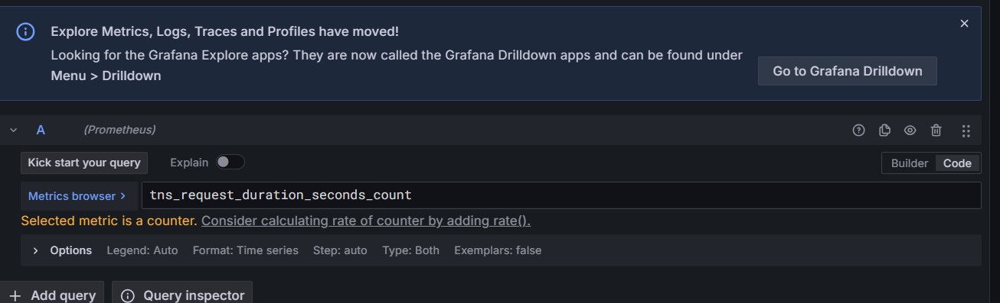 Explore Metrics, Logs, Traces and Profiles have moved!
Looking for the Grafana Explore apps? They are now called the Grafana Drilldown apps and can be found under
Menu > Drilldown
Go to Grafana Drilldown
A (Prometheus)
Kick start your query Explain Builder Code
Metrics browser > tns_request_duration_seconds_count
Selected metric is a counter. Consider calculating rate of counter by adding rate().
Options Legend: Auto Format: Time series Step: auto Type: Both Exemplars: false
+ Add query Query inspector